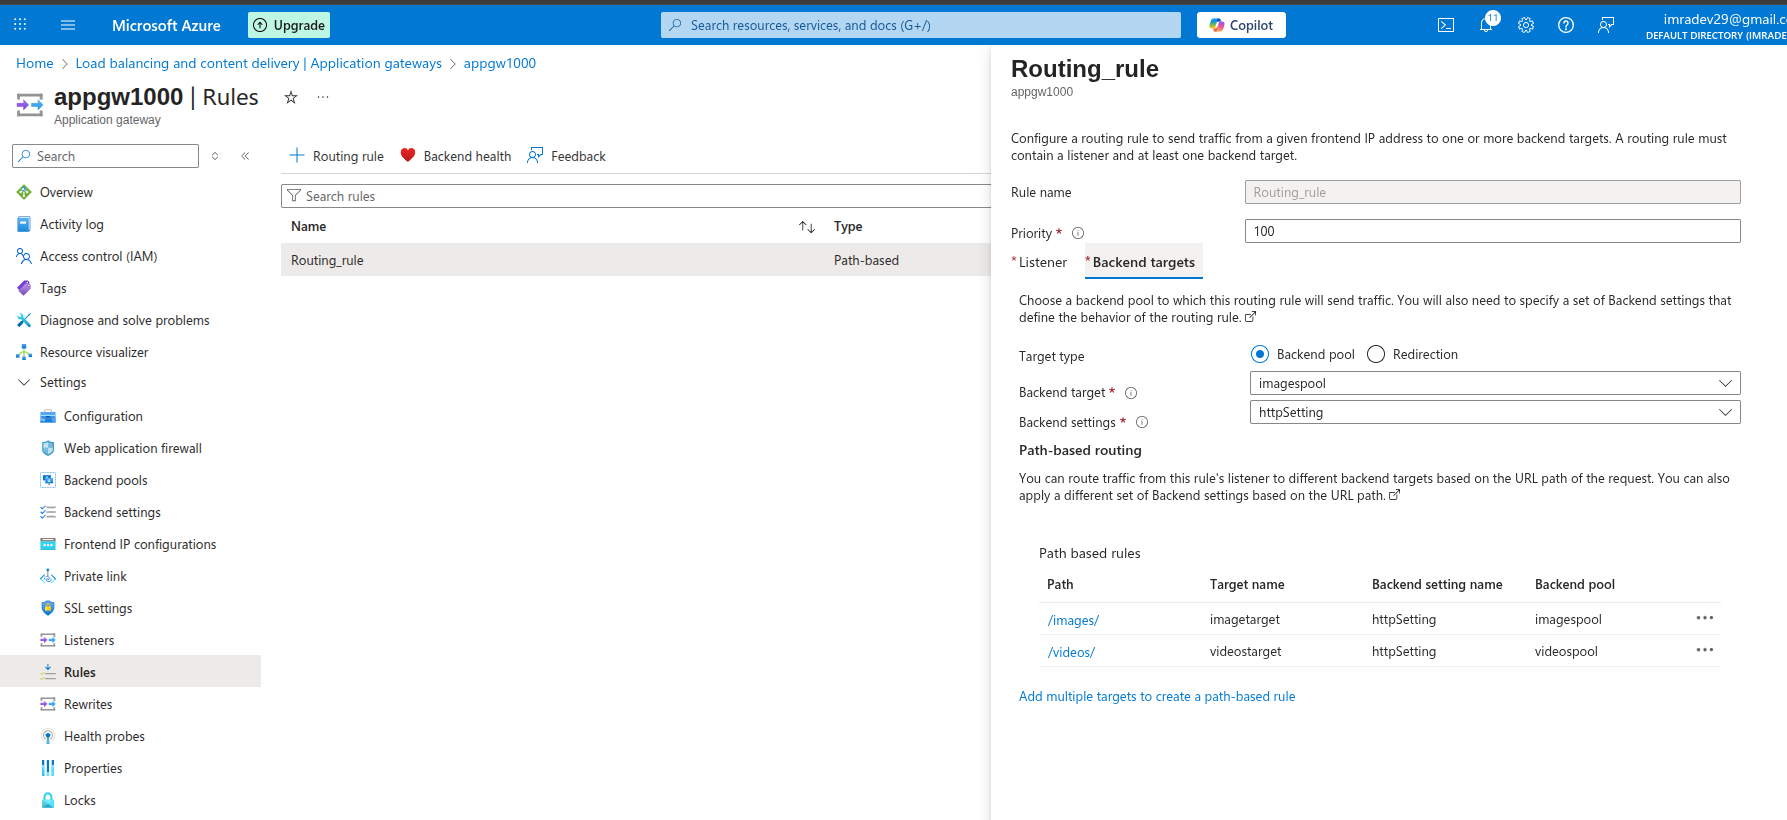 Microsoft Azure
Upgrade
Search resources, services, and docs (G+/)
Copilot
11
imradev29@gmail.c
DEFAULT DIRECTORY (IMRADE
Home > Load balancing and content delivery | Application gateways > appgw1000
appgw1000 | Rules
Application gateway
Search
Overview
Activity log
Access control (IAM)
Tags
Diagnose and solve problems
Resource visualizer
Settings
Configuration
Web application firewall
Backend pools
Backend settings
Frontend IP configurations
Private link
SSL settings
Listeners
Rules
Rewrites
Health probes
Properties
Locks
Routing rule
Backend health
Feedback
Search rules
Name
Type
Routing_rule
Path-based
Routing_rule
appgw1000
Configure a routing rule to send traffic from a given frontend IP address to one or more backend targets. A routing rule must
contain a listener and at least one backend target.
Rule name
Routing_rule
Priority *
100
* Listener
* Backend targets
Choose a backend pool to which this routing rule will send traffic. You will also need to specify a set of Backend settings that
define the behavior of the routing rule.
Target type
Backend pool
Redirection
Backend target *
imagespool
Backend settings *
httpSetting
Path-based routing
You can route traffic from this rule's listener to different backend targets based on the URL path of the request. You can also
apply a different set of Backend settings based on the URL path.
Path based rules
Path Target name Backend setting name Backend pool
/images/ imagetarget httpSetting imagespool
/videos/ videostarget httpSetting videospool
Add multiple targets to create a path-based rule